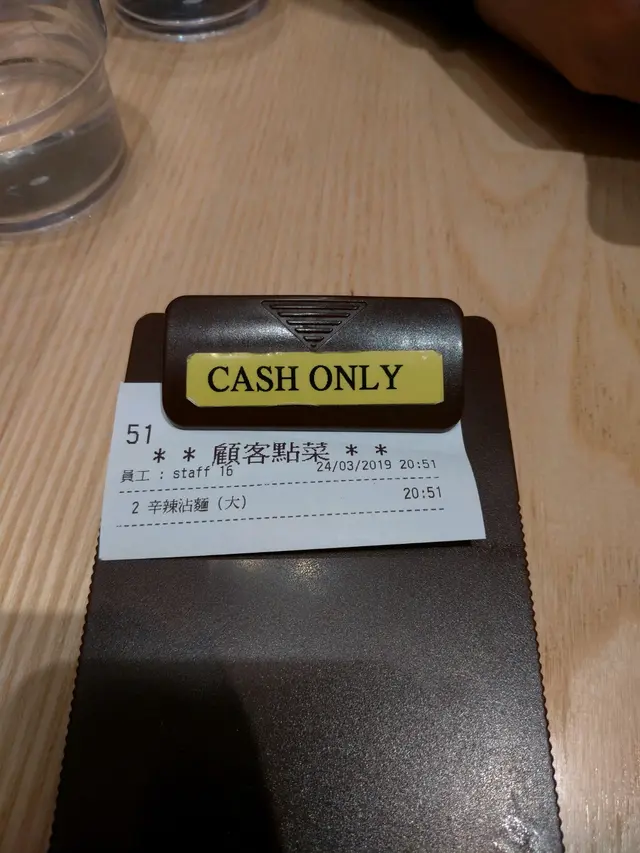 CASH ONLY
51
* * 顧客點菜 * *
員工 : staff 16 24/03/2019 20:51
2 辛辣沾麵 (大) 20:51